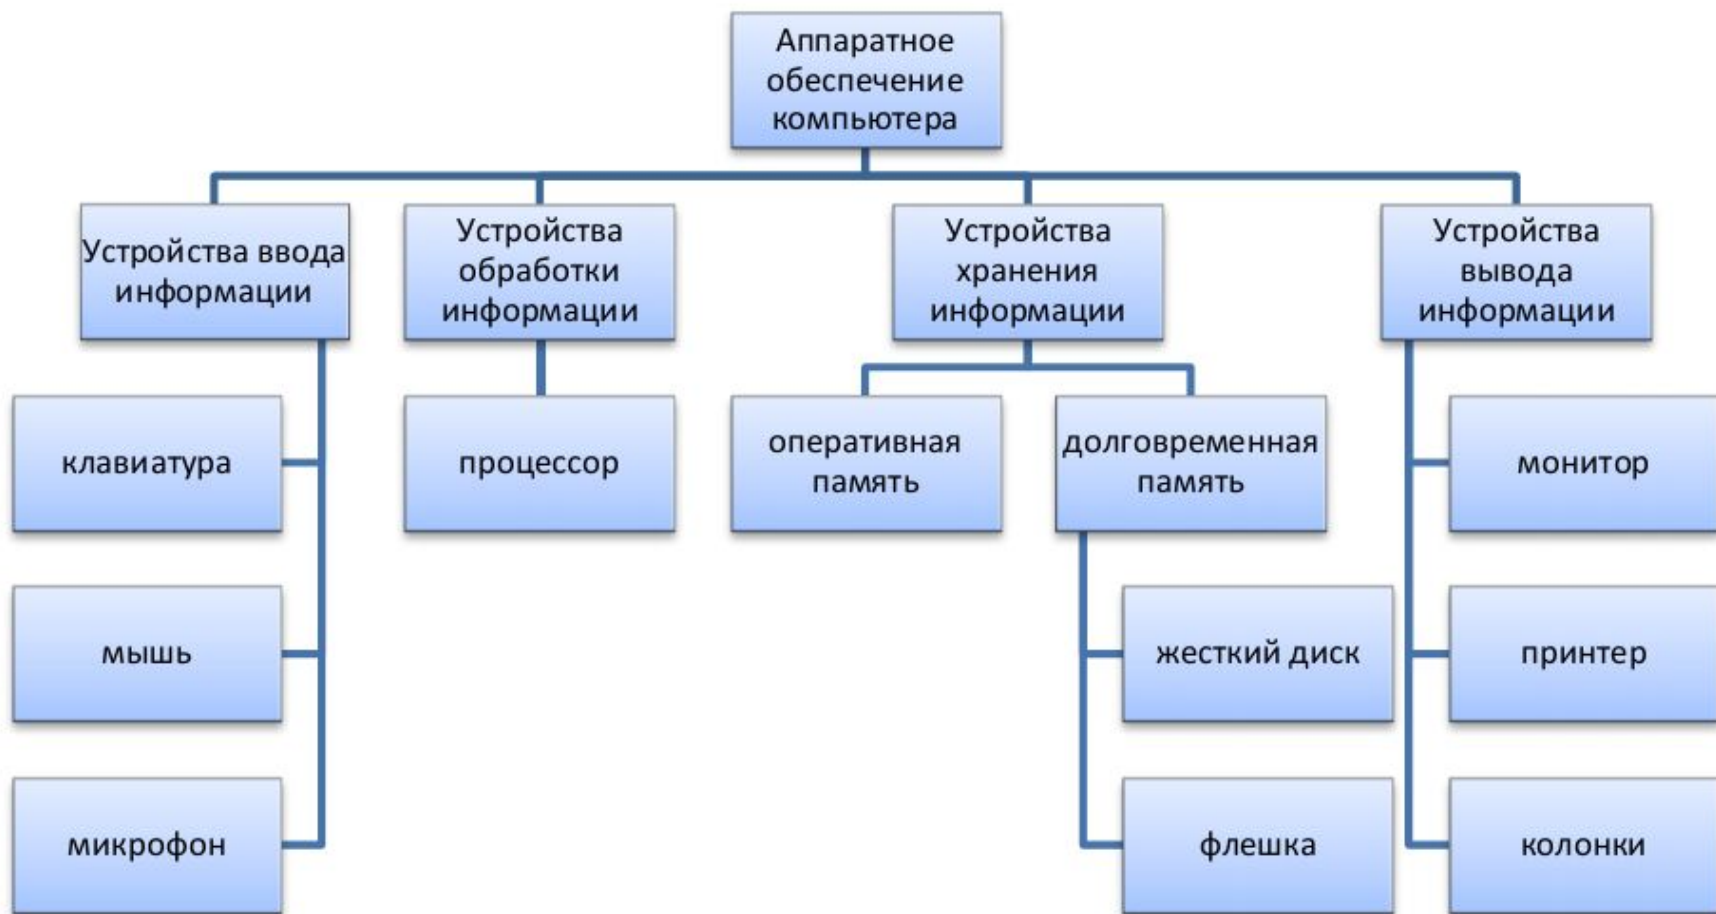 Аппаратное
обеспечение
компьютера
Устройства ввода
информации
Устройства
обработки
информации
Устройства
хранения
информации
Устройства
вывода
информации
клавиатура
процессор
оперативная
память
долговременная
память
монитор
мышь
жесткий диск
принтер
микрофон
флешка
колонки